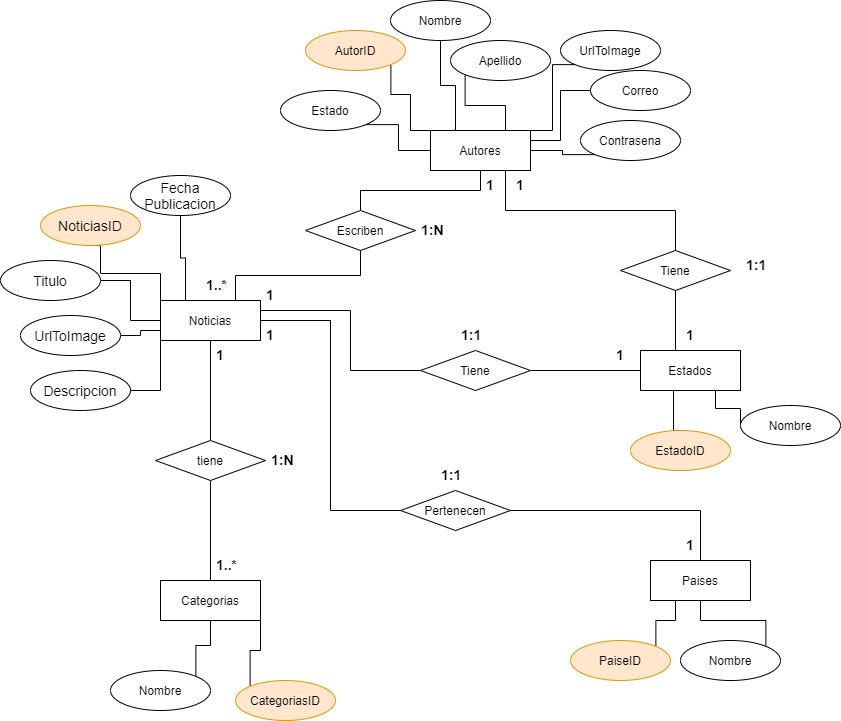 Nombre
AutorID
UrlToImage
Apellido
Correo
Estado
Contrasena
Autores
1
1
Fecha
Publicacion
NoticiasID
Escriben
1:N
Tiene
1:1
Titulo
1..*
1
Noticias
UrlToImage
1
1
1:1
1
1
Tiene
Estados
Descripcion
Nombre
EstadoID
tiene
1:N
1:1
Pertenecen
1
1..*
Categorias
Paises
PaiseID
Nombre
Nombre
CategoriasID